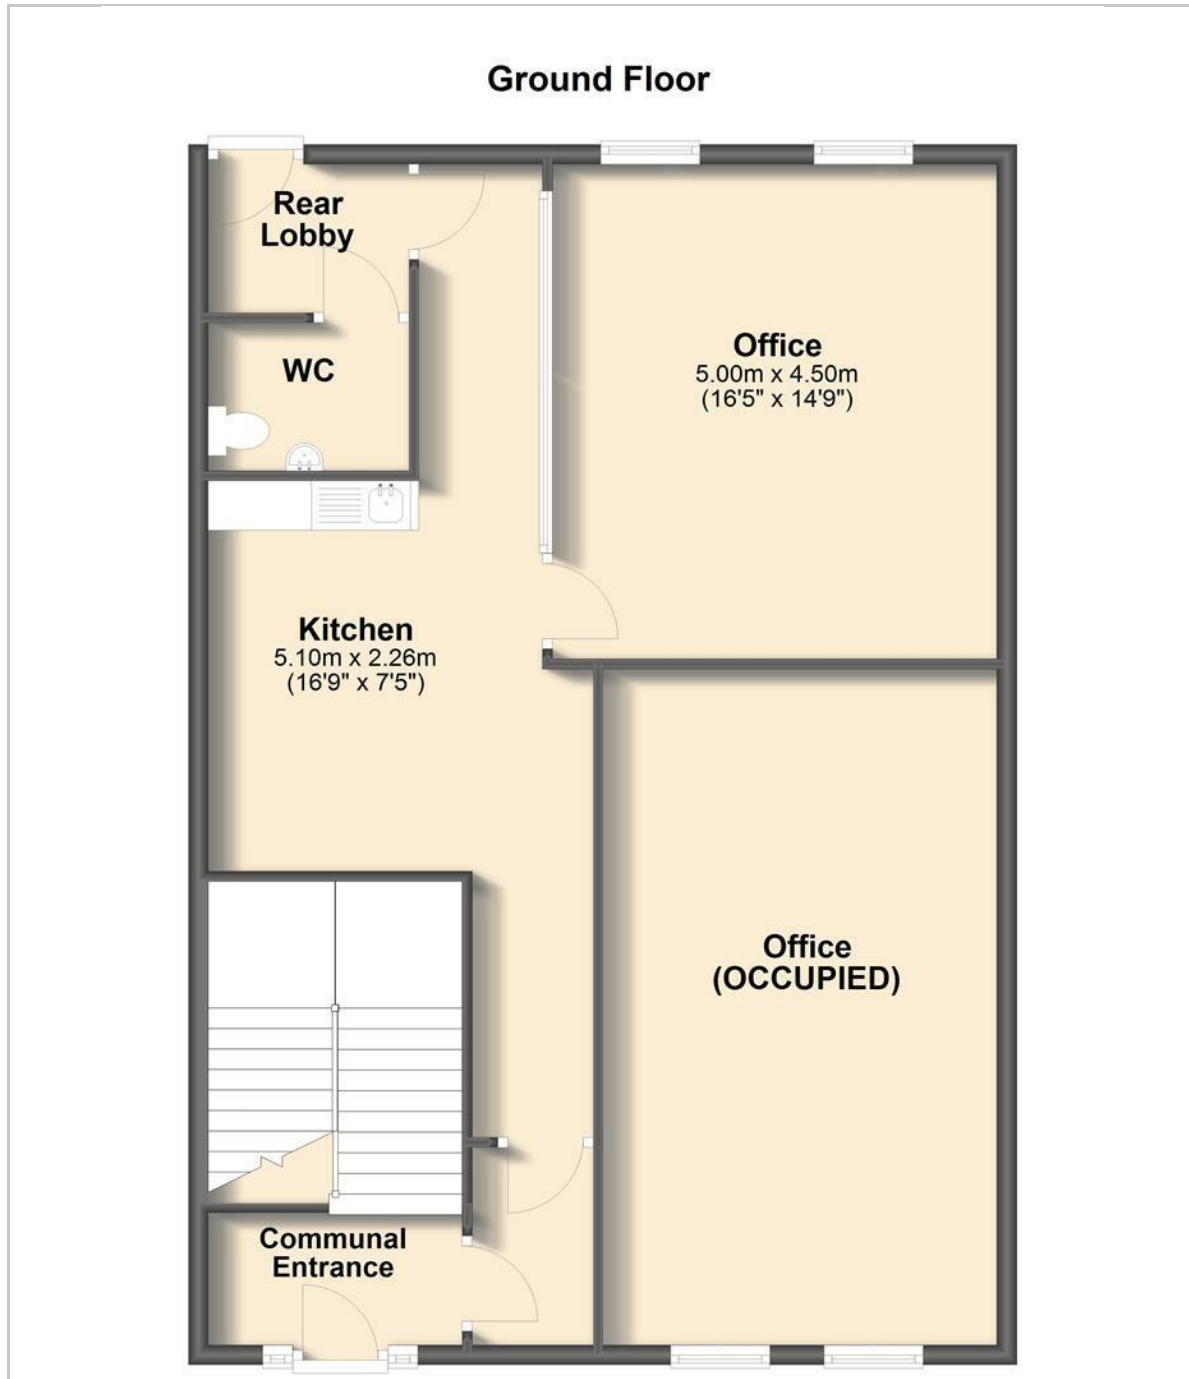 Ground Floor
Rear
Lobby
WC
Office
5.00m x 4.50m
(16'5" x 14'9")
Kitchen
5.10m x 2.26m
(16'9" x 7'5")
Office
(OCCUPIED)
Communal
Entrance